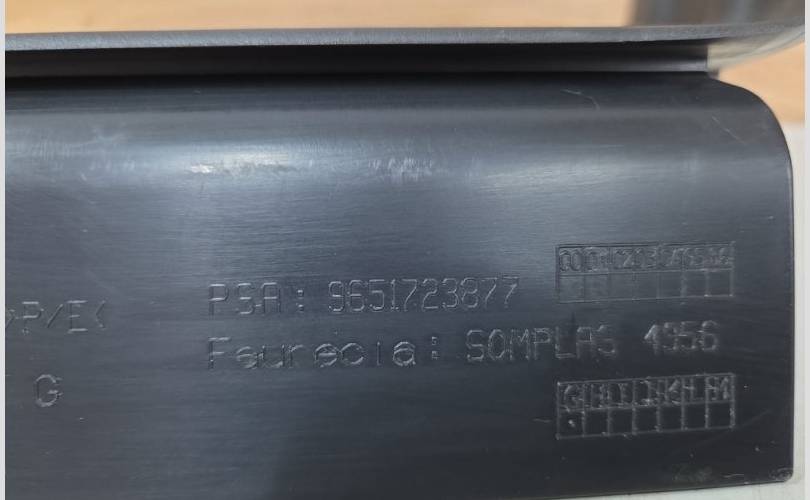 PSA: 9651723877
>P/E<
Faurecia: SOMPLAS 4356
G